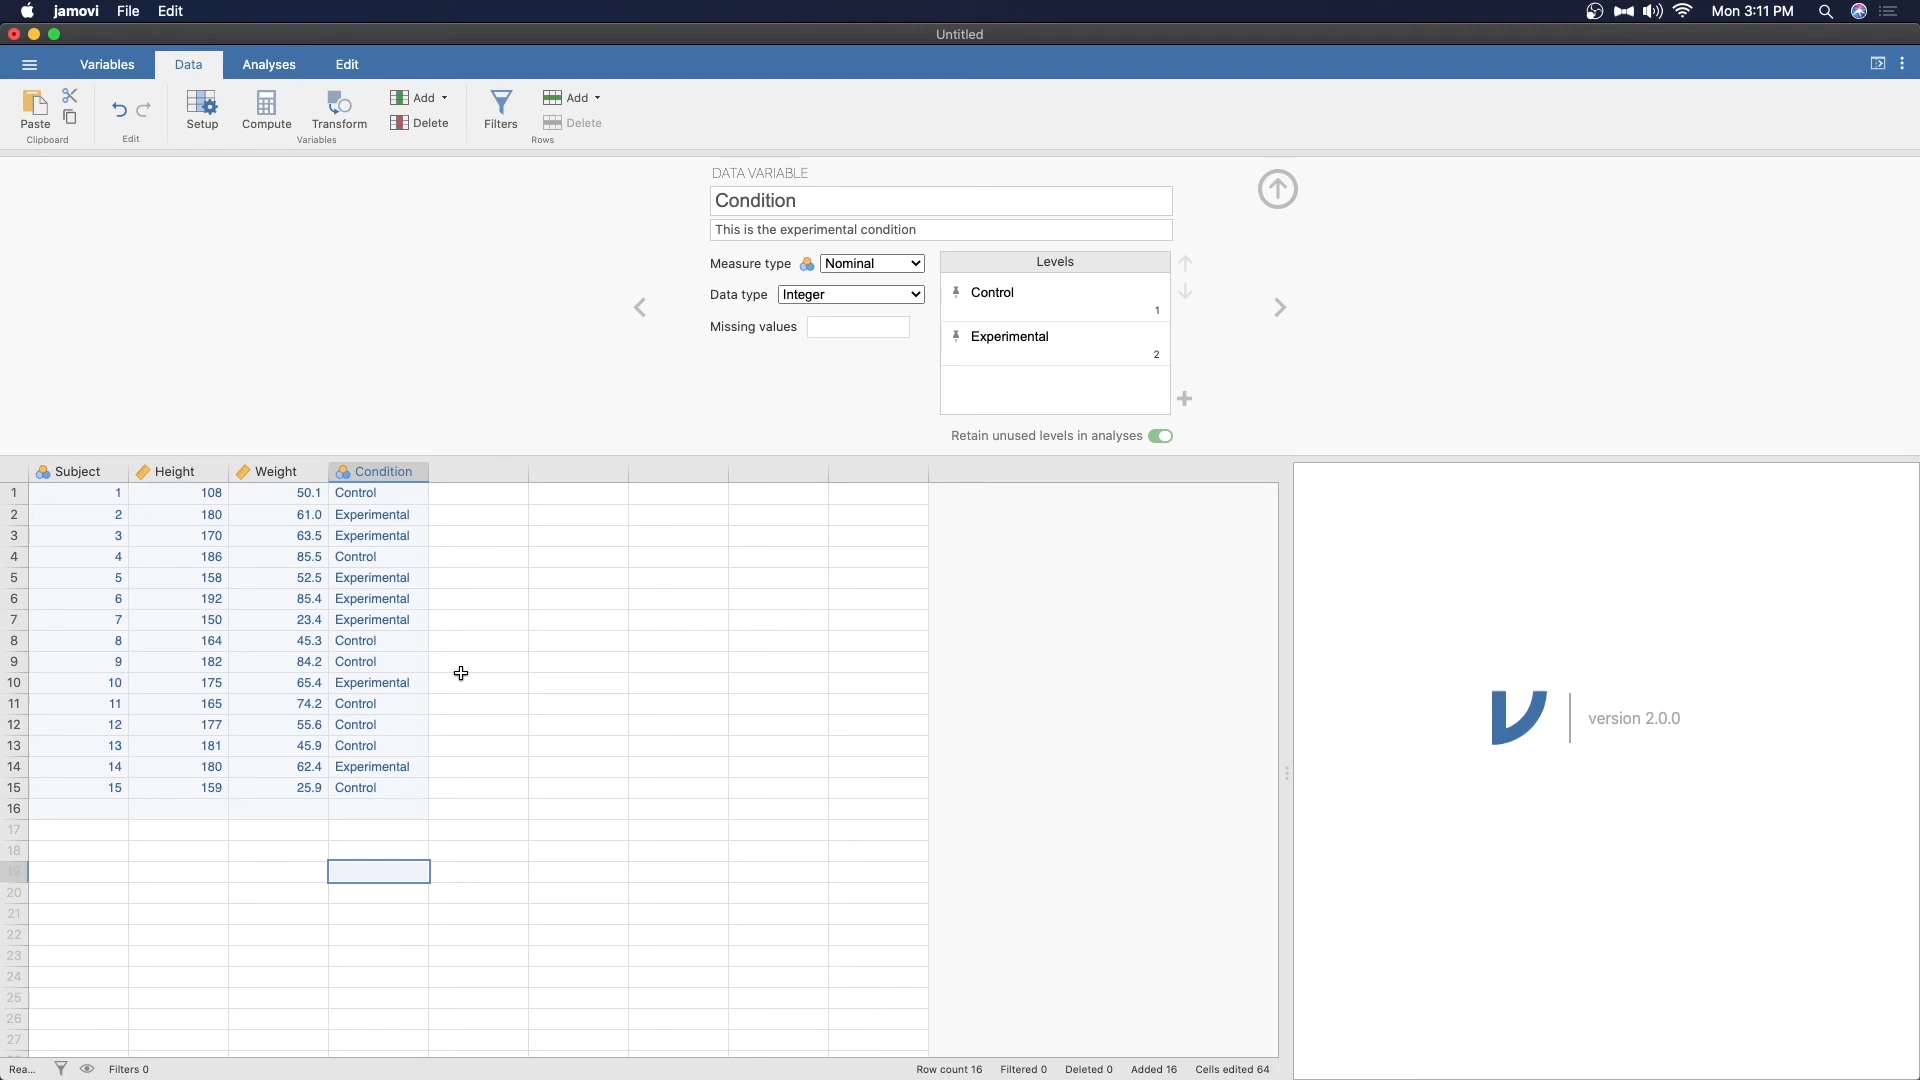 jamovi File Edit Mon 3:11 PM
Untitled
Variables Data Analyses Edit
Paste Setup Compute Transform Add Delete Filters Add Delete
Clipboard Edit Variables Rows
DATA VARIABLE
Condition
This is the experimental condition
Measure type Nominal
Data type Integer
Missing values
Levels
Control
1
Experimental
2
Retain unused levels in analyses
Subject Height Weight Condition
1 1 108 50.1 Control
2 2 180 61.0 Experimental
3 3 170 63.5 Experimental
4 4 186 85.5 Control
5 5 158 52.5 Experimental
6 6 192 85.4 Experimental
7 7 150 23.4 Experimental
8 8 164 45.3 Control
9 9 182 84.2 Control
10 10 175 65.4 Experimental
11 11 165 74.2 Control
12 12 177 55.6 Control
13 13 181 45.9 Control
14 14 180 62.4 Experimental
15 15 159 25.9 Control
16
17
18
19
20
21
22
23
24
25
26
27
version 2.0.0
Rea... Filters 0 Row count 16 Filtered 0 Deleted 0 Added 16 Cells edited 64